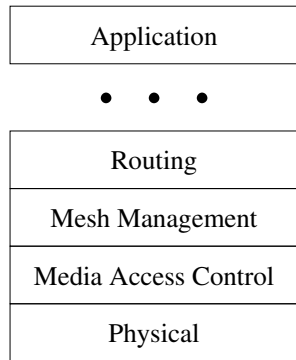 Application
• • •
Routing
Mesh Management
Media Access Control
Physical